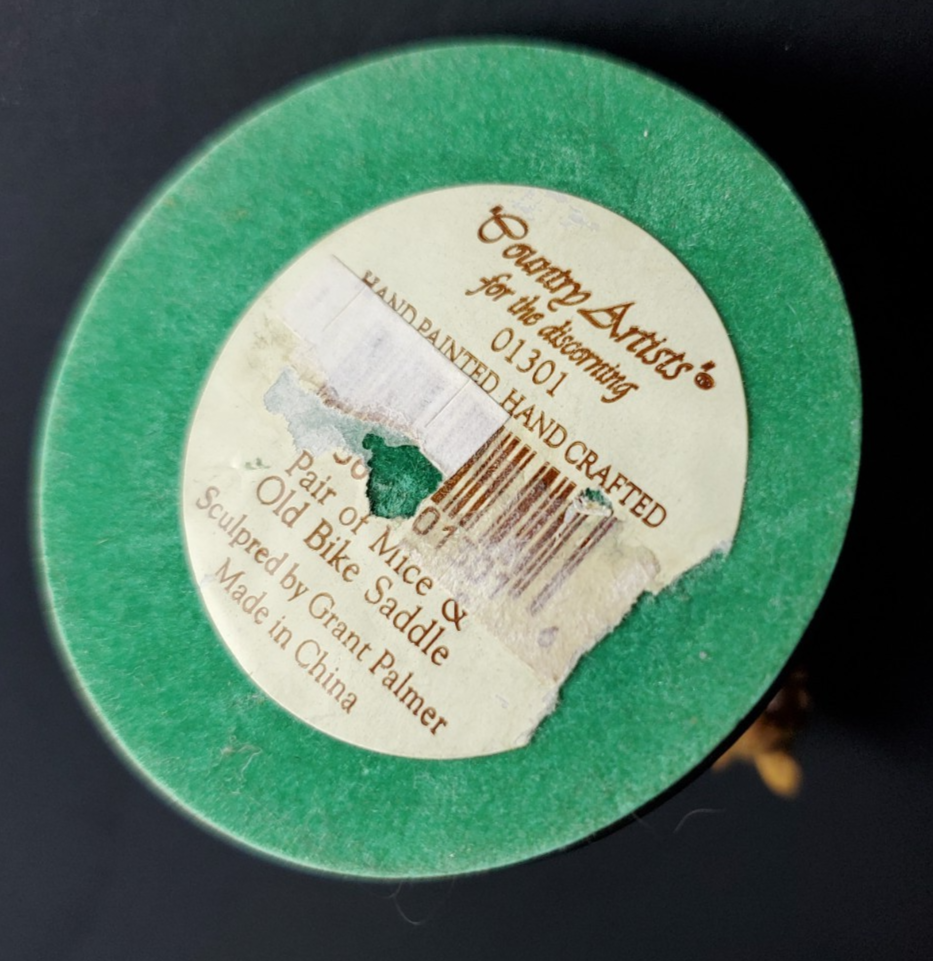 Country Artists®
for the discerning
01301
HAND PAINTED HAND CRAFTED
01
Pair of Mice &
Old Bike Saddle
Sculpred by Grant Palmer
Made in China